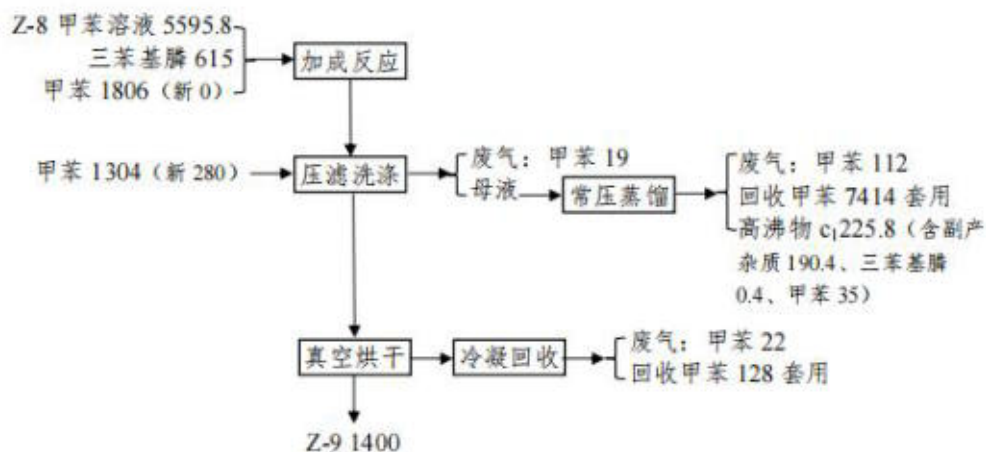 Z-8 甲苯溶液 5595.8
三苯基膦 615
甲苯 1806（新 0）
加成反应
甲苯 1304（新 280）
压滤洗涤
废气：甲苯 19
母液
常压蒸馏
废气：甲苯 112
回收甲苯 7414 套用
高沸物 c₁225.8（含副产
杂质 190.4、三苯基膦
0.4、甲苯 35）
真空烘干
冷凝回收
废气：甲苯 22
回收甲苯 128 套用
Z-9 1400